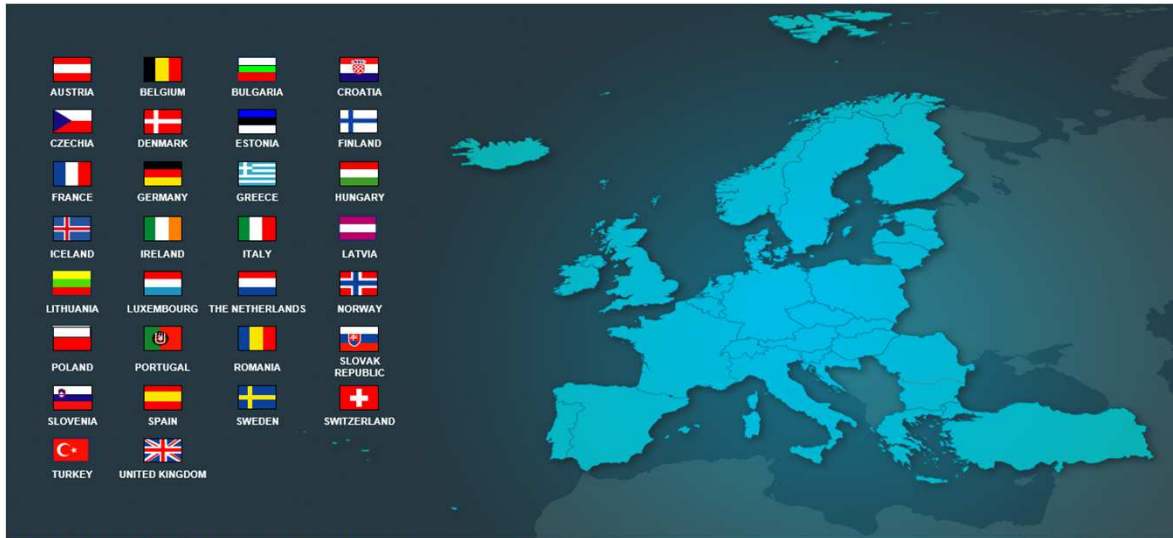 AUSTRIA BELGIUM BULGARIA CROATIA
CZECHIA DENMARK ESTONIA FINLAND
FRANCE GERMANY GREECE HUNGARY
ICELAND IRELAND ITALY LATVIA
LITHUANIA LUXEMBOURG THE NETHERLANDS NORWAY
POLAND PORTUGAL ROMANIA SLOVAK
REPUBLIC
SLOVENIA SPAIN SWEDEN SWITZERLAND
TURKEY UNITED KINGDOM